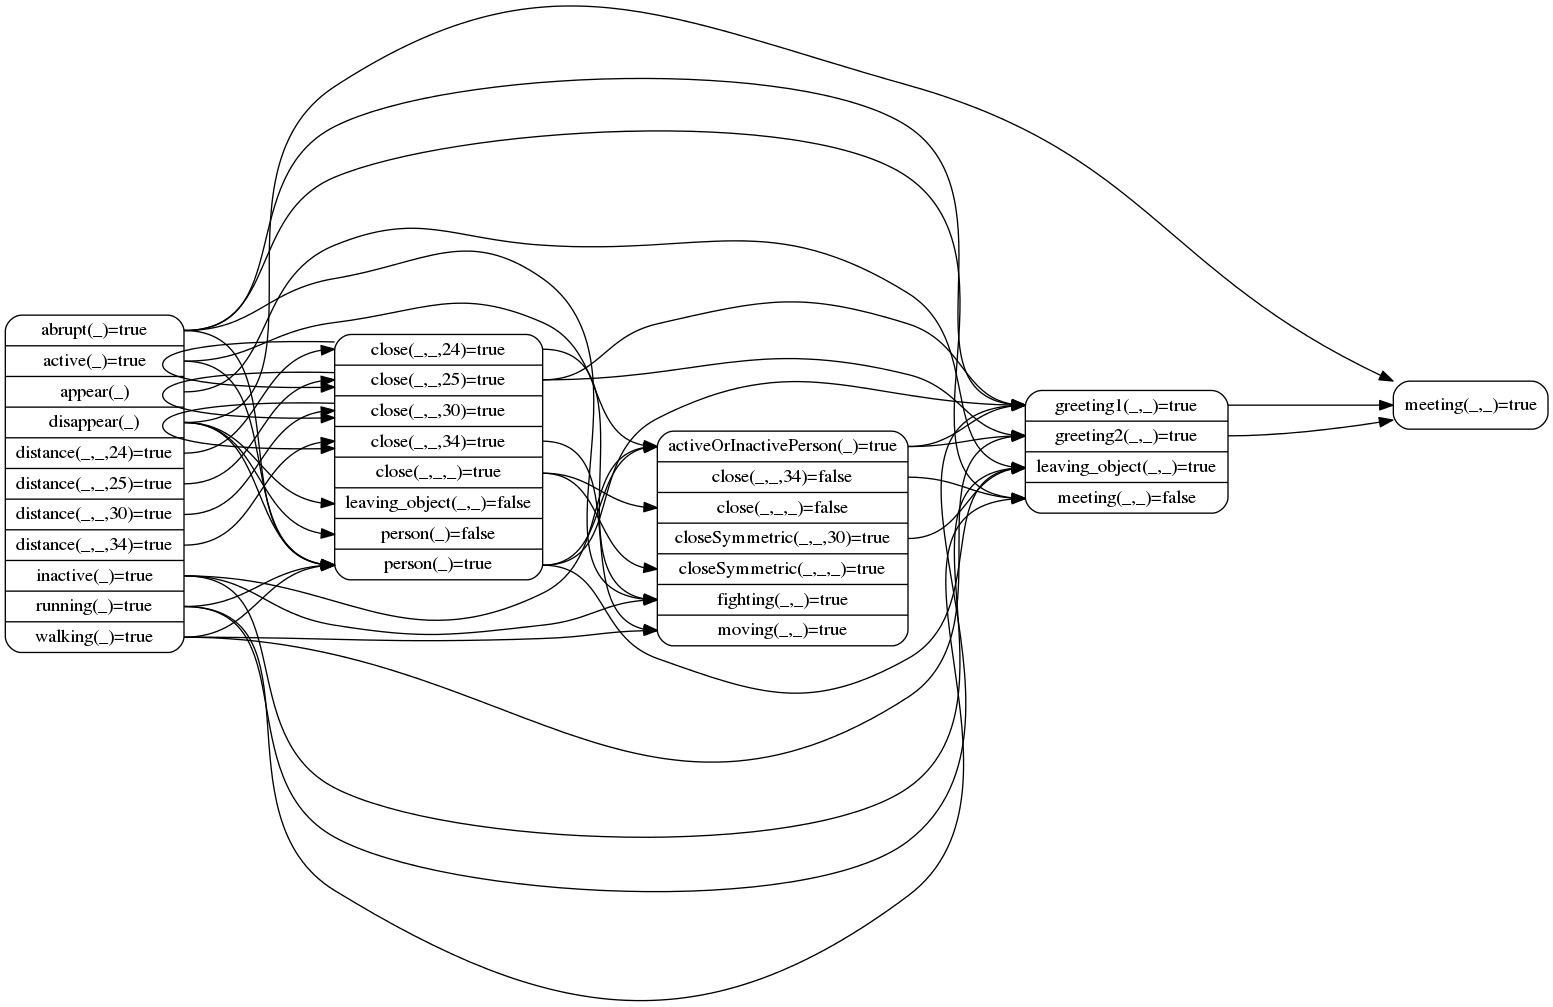 abrupt(_)=true
active(_)=true
appear(_)
disappear(_)
distance(_,_,24)=true
distance(_,_,25)=true
distance(_,_,30)=true
distance(_,_,34)=true
inactive(_)=true
running(_)=true
walking(_)=true
close(_,_,24)=true
close(_,_,25)=true
close(_,_,30)=true
close(_,_,34)=true
close(_,_,_)=true
leaving_object(_,_)=false
person(_)=false
person(_)=true
activeOrInactivePerson(_)=true
close(_,_,34)=false
close(_,_,_)=false
closeSymmetric(_,_,30)=true
closeSymmetric(_,_,_)=true
fighting(_,_)=true
moving(_,_)=true
greeting1(_,_)=true
greeting2(_,_)=true
leaving_object(_,_)=true
meeting(_,_)=false
meeting(_,_)=true